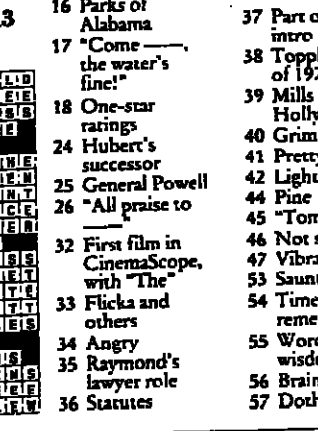 3
16 Parks of
Alabama
17 "Come ——,
the water's
fine!"
18 One-star
ratings
24 Hubert's
successor
25 General Powell
26 "All praise to
——"
32 First film in
CinemaScope,
with "The"
33 Flicka and
others
34 Angry
35 Raymond's
lawyer role
36 Statutes
37 Part o
intro
38 Toppl
of 19
39 Mills
Holly
40 Grim
41 Pretty
42 Light
44 Pine
45 "Tom
46 Not s
47 Vibra
53 Saunt
54 Time
reme
55 Word
wisd
56 Brain
57 Doth